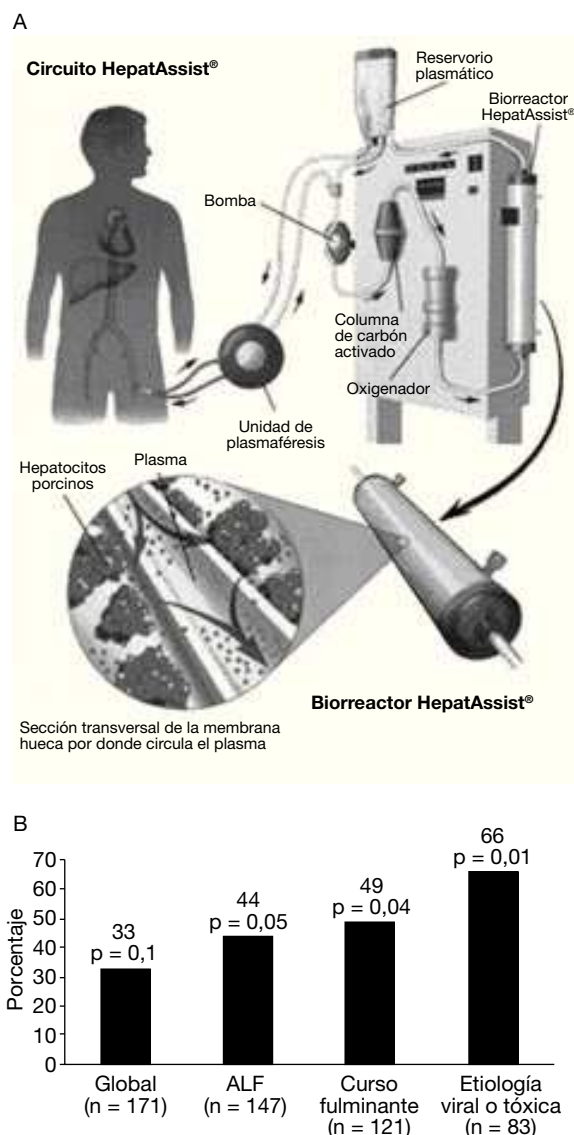 A
Circuito HepatAssist®
Reservorio
plasmático
Biorreactor
HepatAssist®
Bomba
Columna
de carbón
activado
Oxigenador
Unidad de
plasmaféresis
Hepatocitos
porcinos
Plasma
Biorreactor HepatAssist®
Sección transversal de la membrana
hueca por donde circula el plasma
B
Porcentaje
70
60
50
40
30
20
10
0
33
p = 0,1
44
p = 0,05
49
p = 0,04
66
p = 0,01
Global
(n = 171)
ALF
(n = 147)
Curso
fulminante
(n = 121)
Etiología
viral o tóxica
(n = 83)